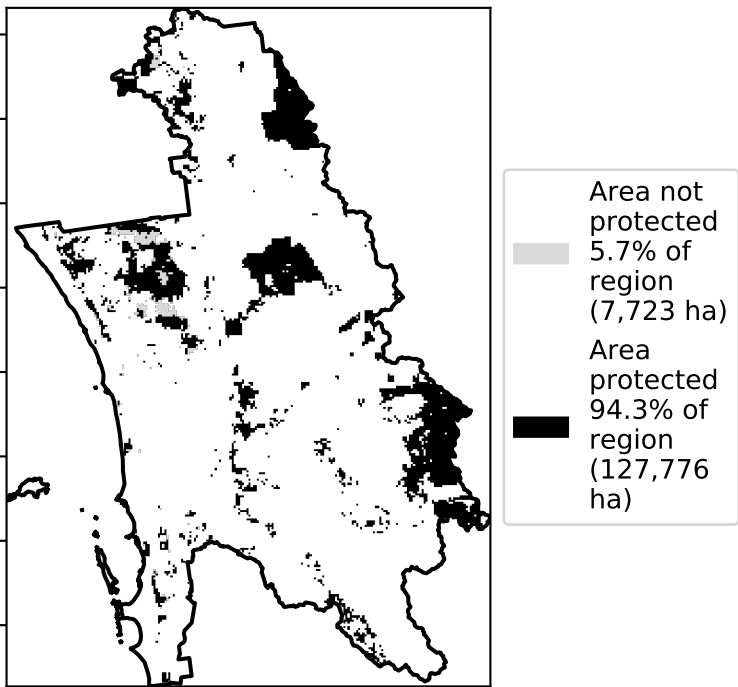 Area not
protected
5.7% of
region
(7,723 ha)
Area
protected
94.3% of
region
(127,776
ha)